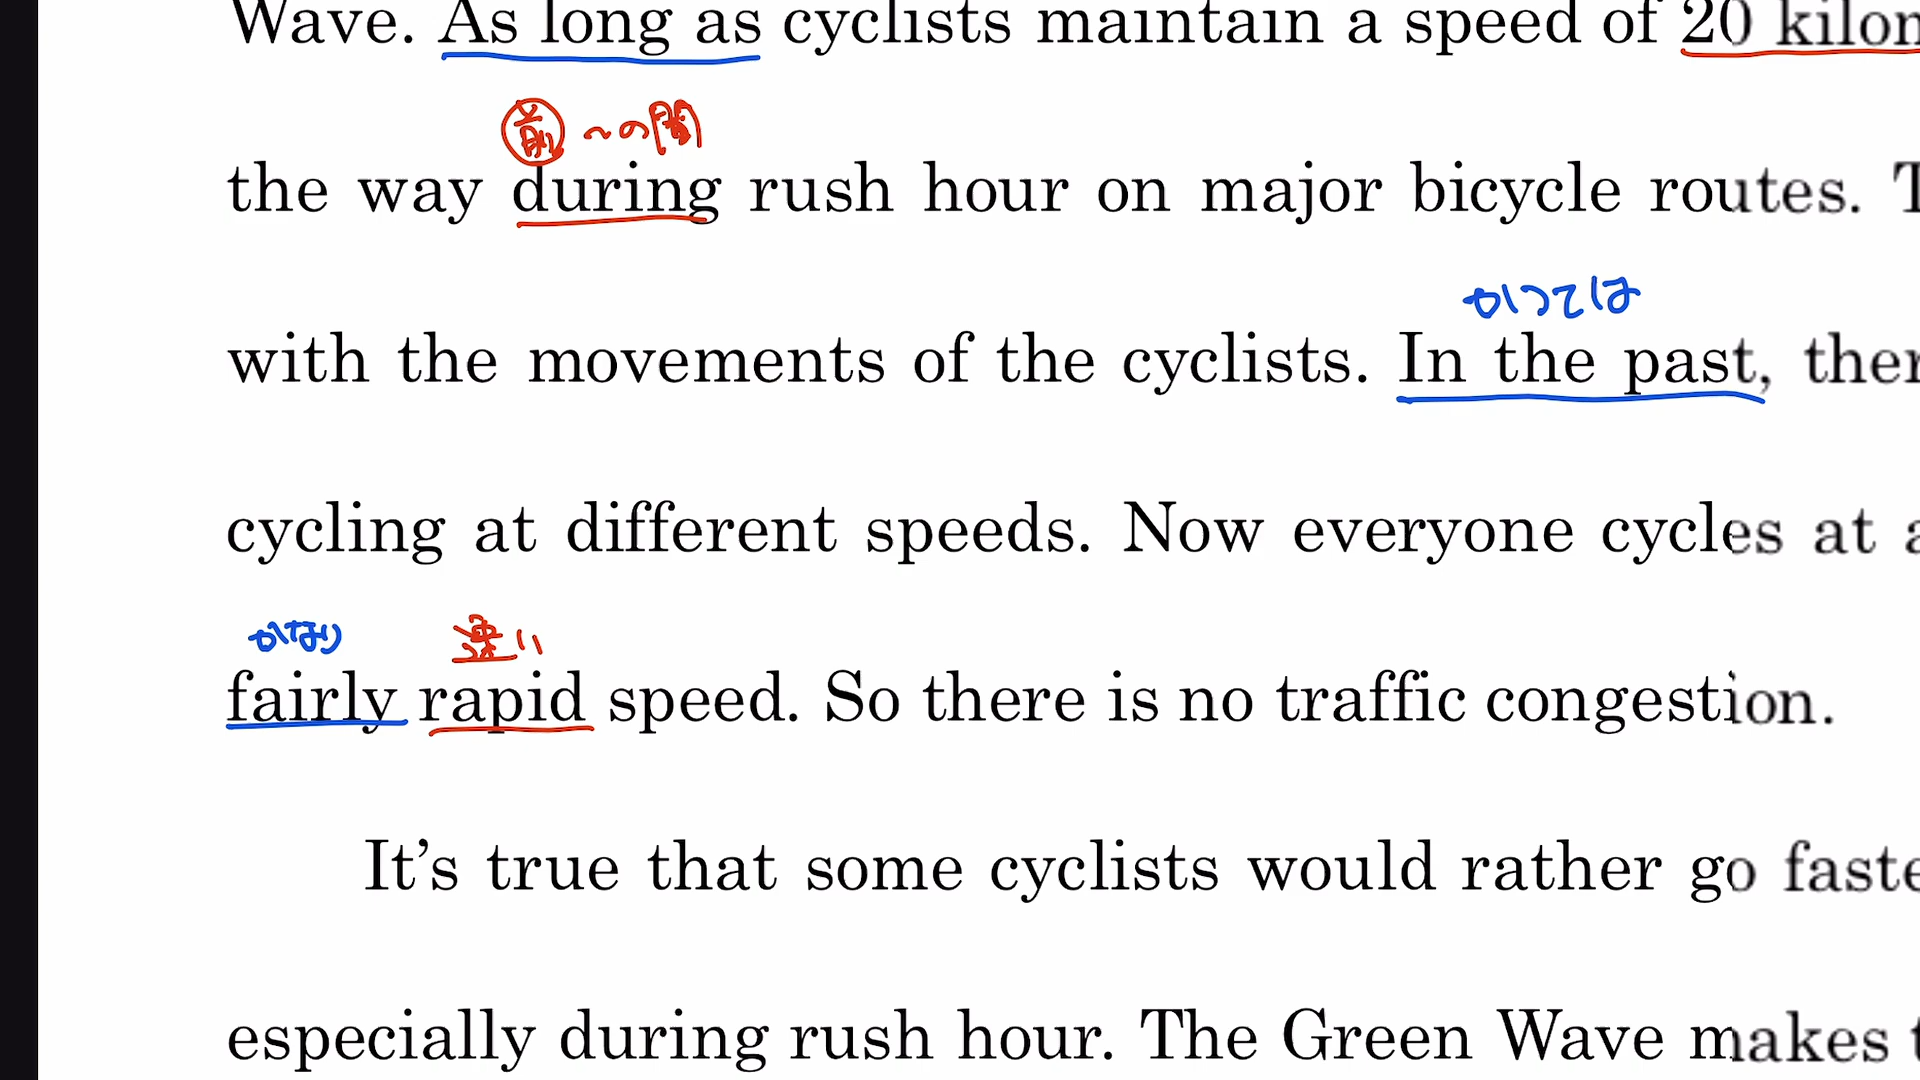 Wave. As long as cyclists maintain a speed of 20
前 〜の間
the way during rush hour on major bicycle routes.
かつては
with the movements of the cyclists. In the past,
cycling at different speeds. Now everyone cycles at
かなり 速い
fairly rapid speed. So there is no traffic congestion.
It's true that some cyclists would rather go
especially during rush hour. The Green Wave makes